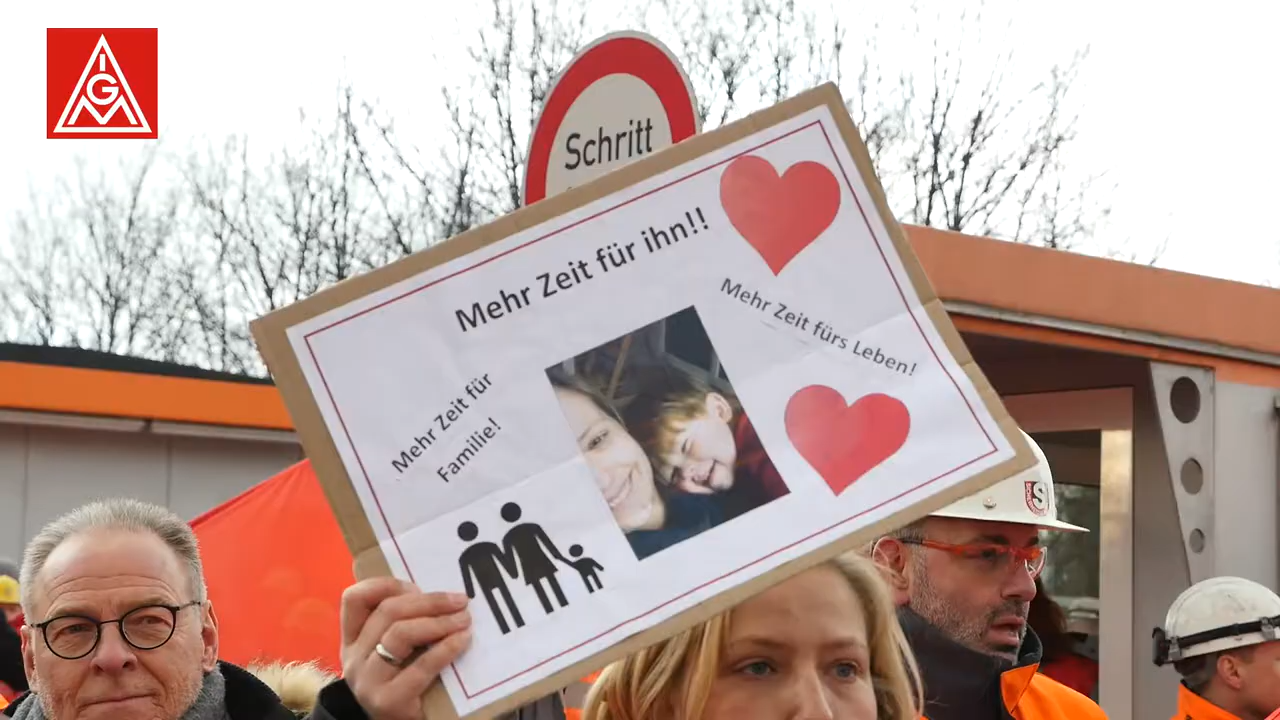 IGM
Schritt
Mehr Zeit für ihn!!
Mehr Zeit fürs Leben!
Mehr Zeit für
Familie!
S